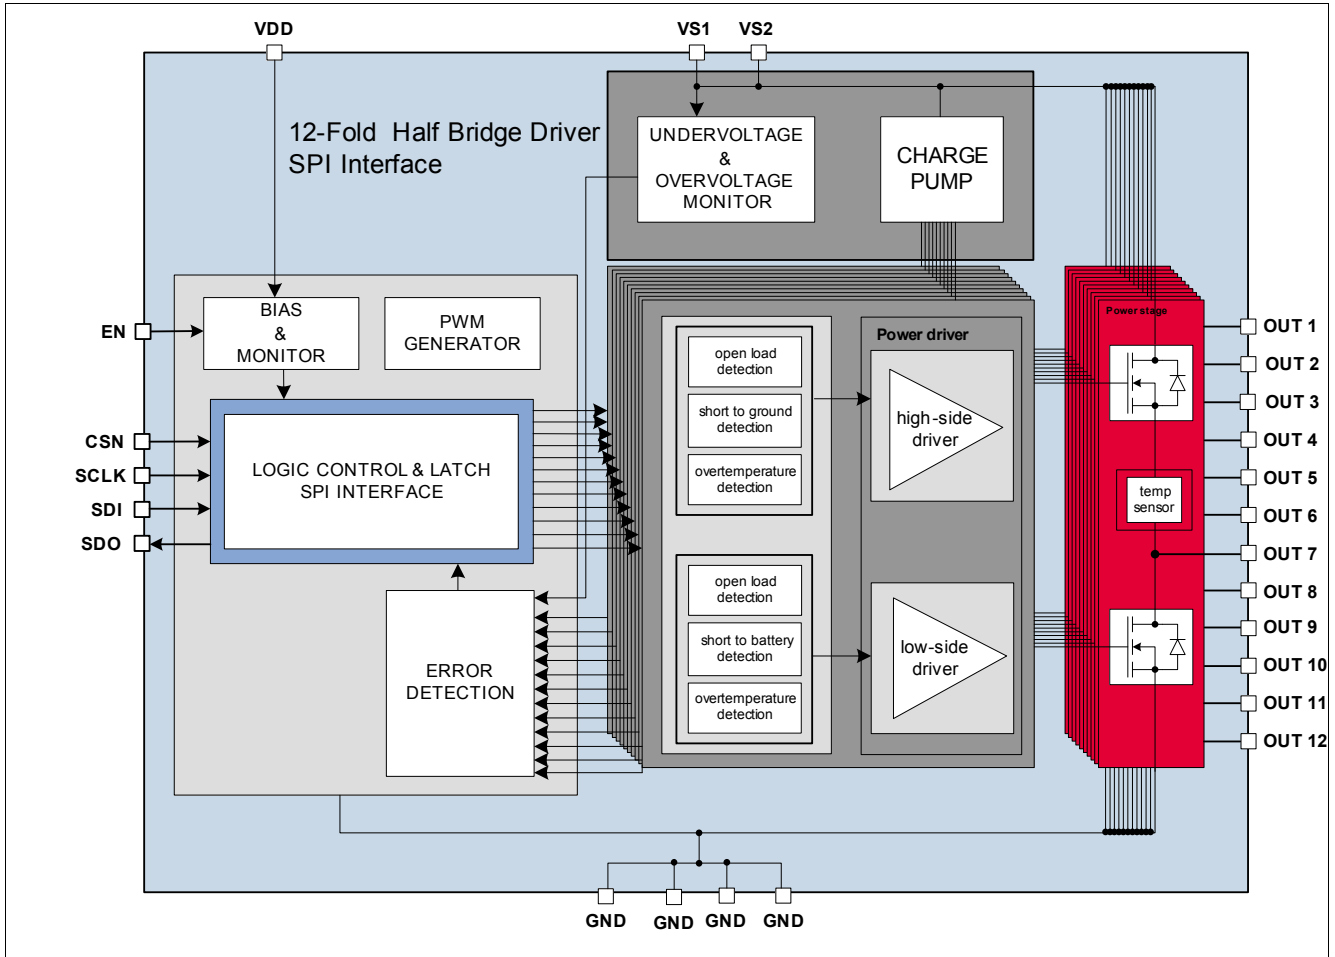 VDD
VS1
VS2
12-Fold Half Bridge Driver
SPI Interface
UNDERVOLTAGE
&
OVERVOLTAGE
MONITOR
CHARGE
PUMP
EN
BIAS
&
MONITOR
PWM
GENERATOR
CSN
SCLK
SDI
SDO
LOGIC CONTROL & LATCH
SPI INTERFACE
ERROR
DETECTION
open load
detection
short to ground
detection
overtemperature
detection
open load
detection
short to battery
detection
overtemperature
detection
Power driver
high-side
driver
low-side
driver
Power stage
temp
sensor
OUT 1
OUT 2
OUT 3
OUT 4
OUT 5
OUT 6
OUT 7
OUT 8
OUT 9
OUT 10
OUT 11
OUT 12
GND
GND
GND
GND